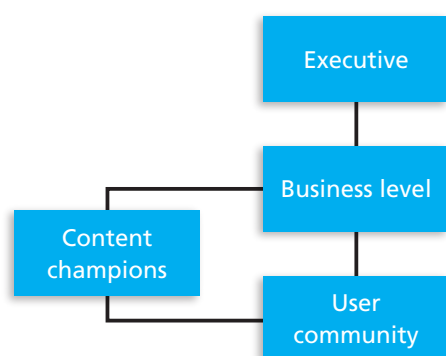 Executive
Business level
Content
champions
User
community